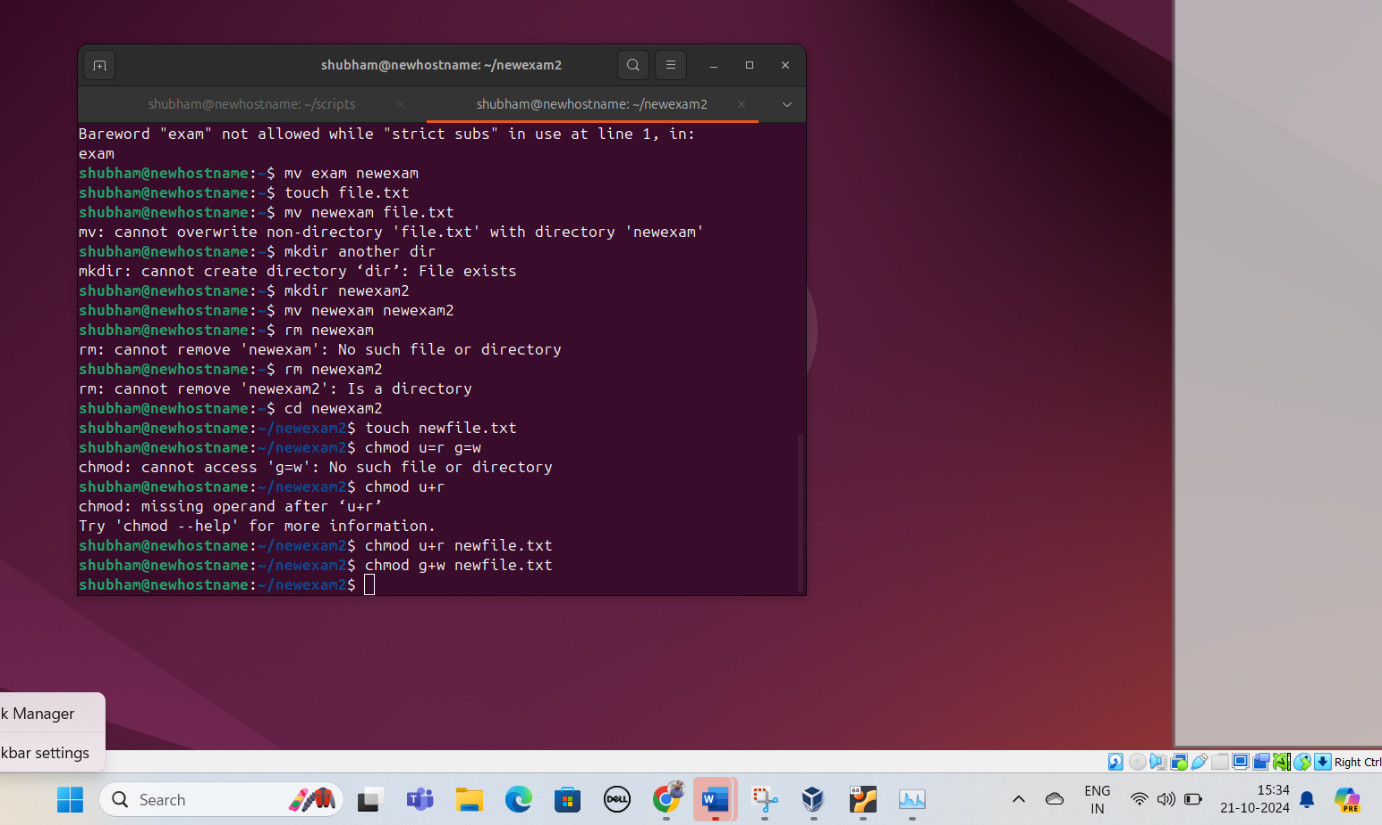 shubham@newhostname: ~/newexam2
shubham@newhostname: ~/scripts
shubham@newhostname: ~/newexam2
Bareword "exam" not allowed while "strict subs" in use at line 1, in:
exam
shubham@newhostname:~$ mv exam newexam
shubham@newhostname:~$ touch file.txt
shubham@newhostname:~$ mv newexam file.txt
mv: cannot overwrite non-directory 'file.txt' with directory 'newexam'
shubham@newhostname:~$ mkdir another dir
mkdir: cannot create directory ‘dir’: File exists
shubham@newhostname:~$ mkdir newexam2
shubham@newhostname:~$ mv newexam newexam2
shubham@newhostname:~$ rm newexam
rm: cannot remove 'newexam': No such file or directory
shubham@newhostname:~$ rm newexam2
rm: cannot remove 'newexam2': Is a directory
shubham@newhostname:~$ cd newexam2
shubham@newhostname:~/newexam2$ touch newfile.txt
shubham@newhostname:~/newexam2$ chmod u=r g=w
chmod: cannot access 'g=w': No such file or directory
shubham@newhostname:~/newexam2$ chmod u+r
chmod: missing operand after ‘u+r’
Try 'chmod --help' for more information.
shubham@newhostname:~/newexam2$ chmod u+r newfile.txt
shubham@newhostname:~/newexam2$ chmod g+w newfile.txt
shubham@newhostname:~/newexam2$
k Manager
kbar settings
Right Ctrl
Search
DELL
W
64
PRE
ENG
IN
15:34
21-10-2024